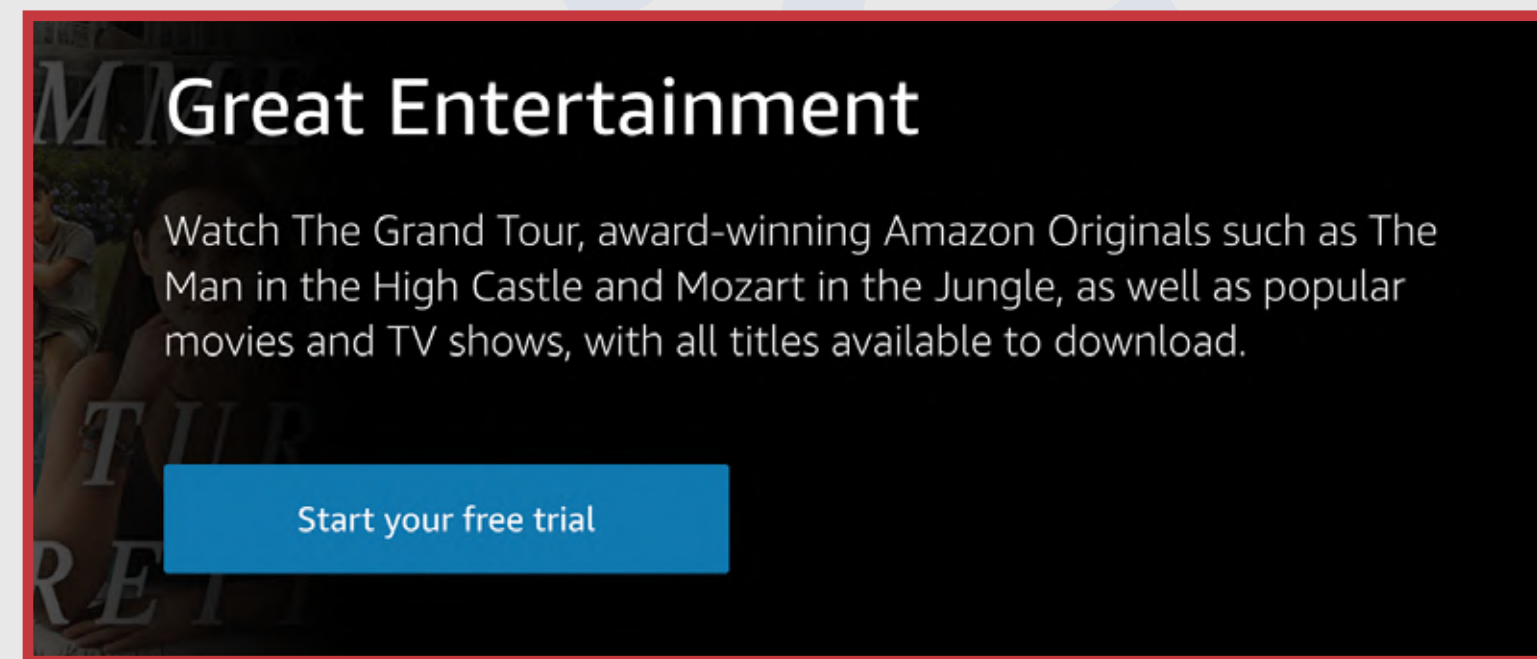 Great Entertainment
Watch The Grand Tour, award-winning Amazon Originals such as The
Man in the High Castle and Mozart in the Jungle, as well as popular
movies and TV shows, with all titles available to download.
Start your free trial